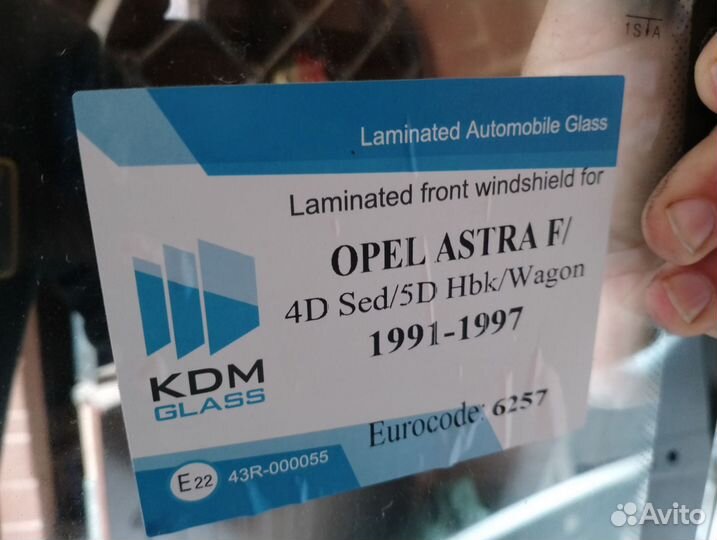 1STA
Laminated Automobile Glass
Laminated front windshield for
OPEL ASTRA F/
4D Sed/5D Hbk/Wagon
1991-1997
KDM
GLASS
Eurocode: 6257
E22 43R-000055
Avito